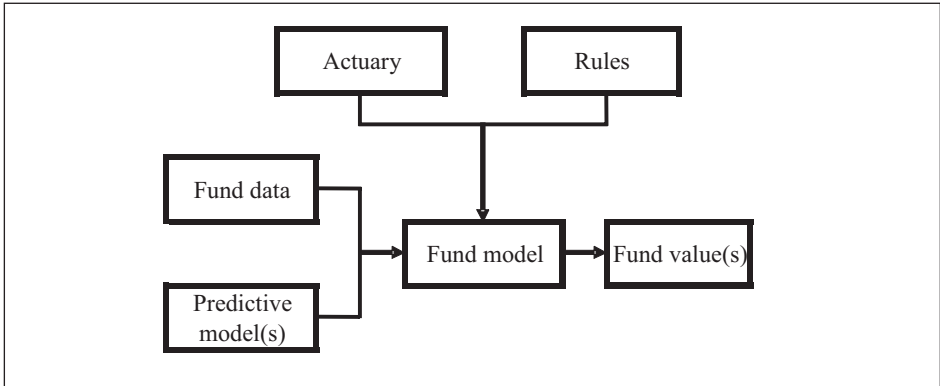 Actuary
Rules
Fund data
Fund model
Fund value(s)
Predictive
model(s)